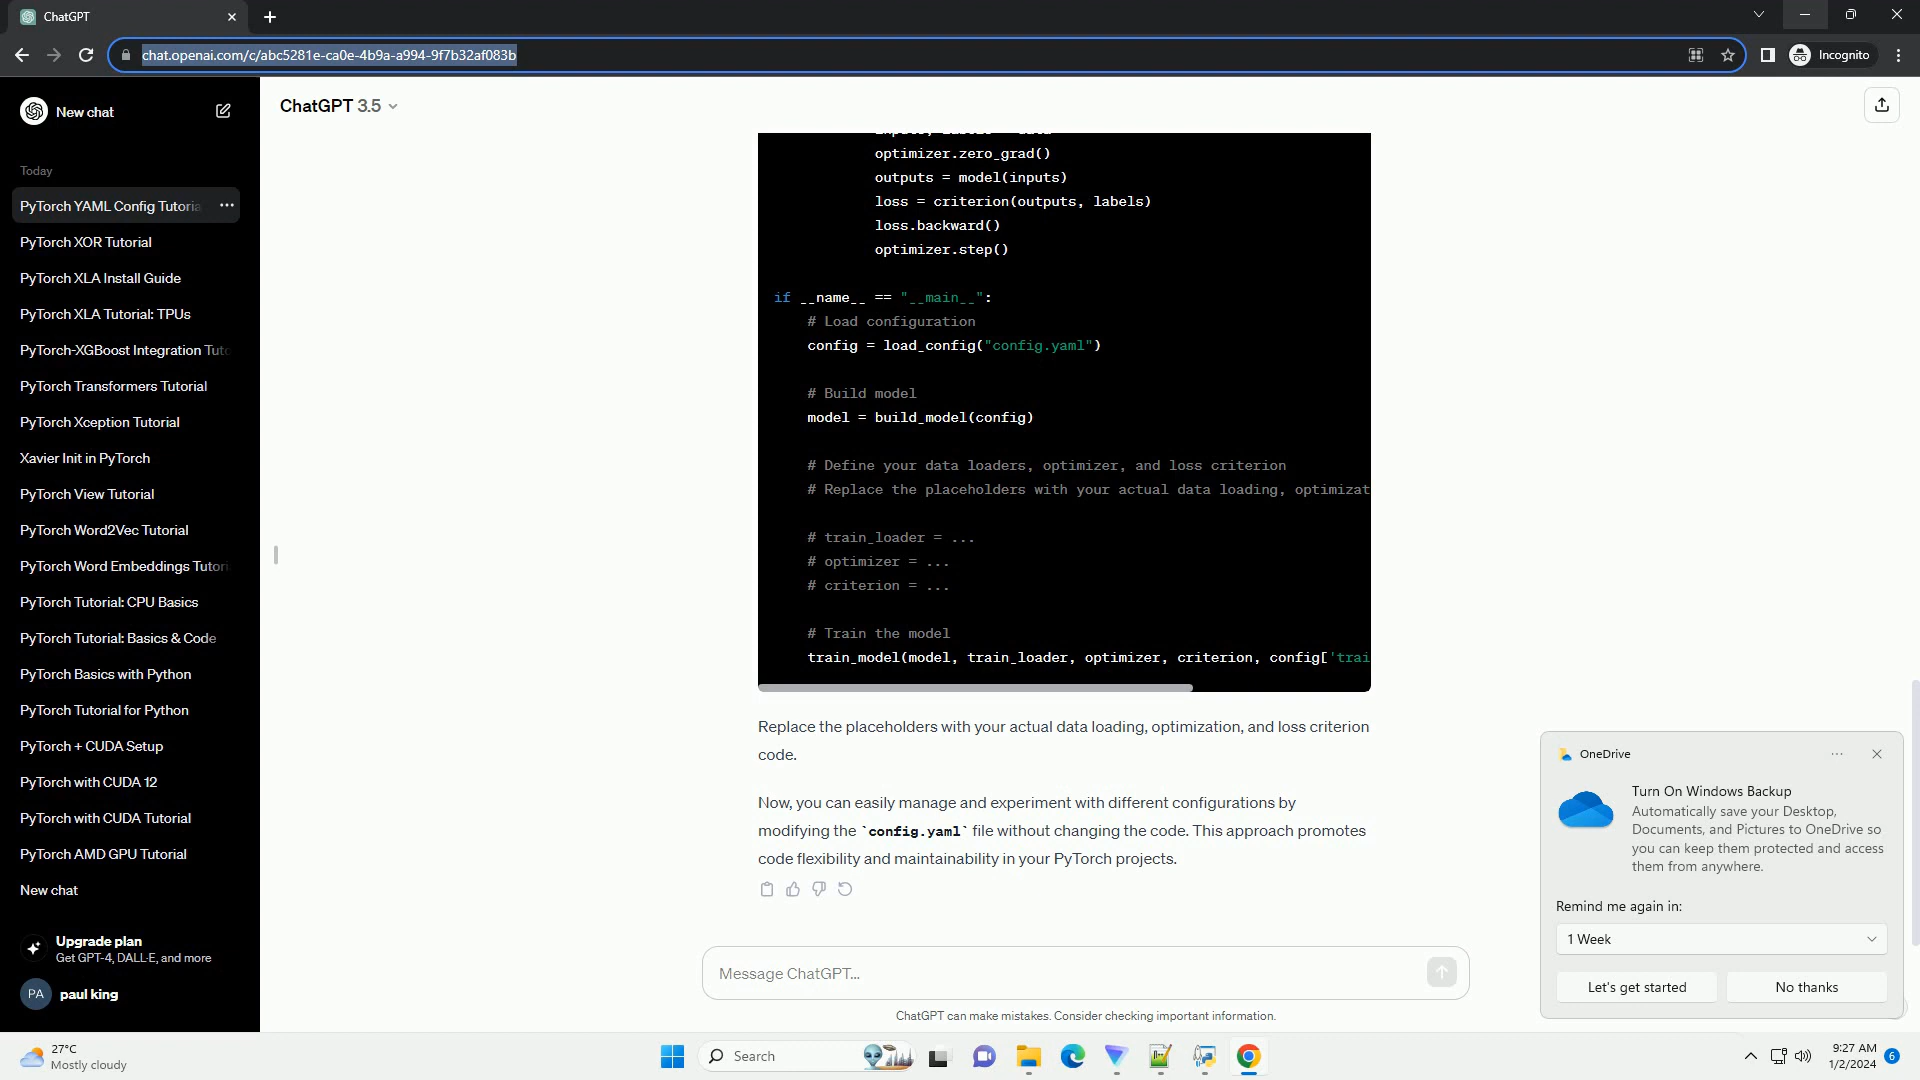 ChatGPT
chat.openai.com/c/abc5281e-ca0e-4b9a-a994-9f7b32af083b
Incognito
New chat
Today
PyTorch YAML Config Tutoria
PyTorch XOR Tutorial
PyTorch XLA Install Guide
PyTorch XLA Tutorial: TPUs
PyTorch-XGBoost Integration Tuto
PyTorch Transformers Tutorial
PyTorch Xception Tutorial
Xavier Init in PyTorch
PyTorch View Tutorial
PyTorch Word2Vec Tutorial
PyTorch Word Embeddings Tutori
PyTorch Tutorial: CPU Basics
PyTorch Tutorial: Basics & Code
PyTorch Basics with Python
PyTorch Tutorial for Python
PyTorch + CUDA Setup
PyTorch with CUDA 12
PyTorch with CUDA Tutorial
PyTorch AMD GPU Tutorial
New chat
Upgrade plan
Get GPT-4, DALL·E, and more
PA paul king
ChatGPT 3.5
optimizer.zero_grad()
outputs = model(inputs)
loss = criterion(outputs, labels)
loss.backward()
optimizer.step()
if __name__ == "__main__":
# Load configuration
config = load_config("config.yaml")
# Build model
model = build_model(config)
# Define your data loaders, optimizer, and loss criterion
# Replace the placeholders with your actual data loading, optimizat
# train_loader = ...
# optimizer = ...
# criterion = ...
# Train the model
train_model(model, train_loader, optimizer, criterion, config['trai
Replace the placeholders with your actual data loading, optimization, and loss criterion
code.
Now, you can easily manage and experiment with different configurations by
modifying the `config.yaml` file without changing the code. This approach promotes
code flexibility and maintainability in your PyTorch projects.
Message ChatGPT...
ChatGPT can make mistakes. Consider checking important information.
OneDrive
Turn On Windows Backup
Automatically save your Desktop,
Documents, and Pictures to OneDrive so
you can keep them protected and access
them from anywhere.
Remind me again in:
1 Week
Let's get started
No thanks
27°C
Mostly cloudy
Search
9:27 AM
1/2/2024
6